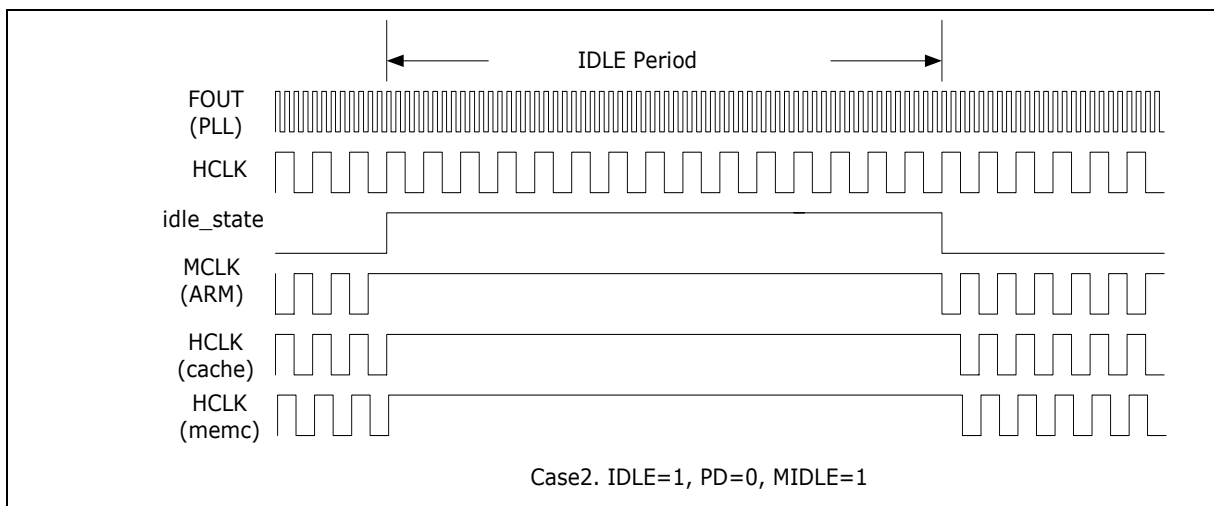 IDLE Period
FOUT
(PLL)
HCLK
idle_state
MCLK
(ARM)
HCLK
(cache)
HCLK
(memc)
Case2. IDLE=1, PD=0, MIDLE=1